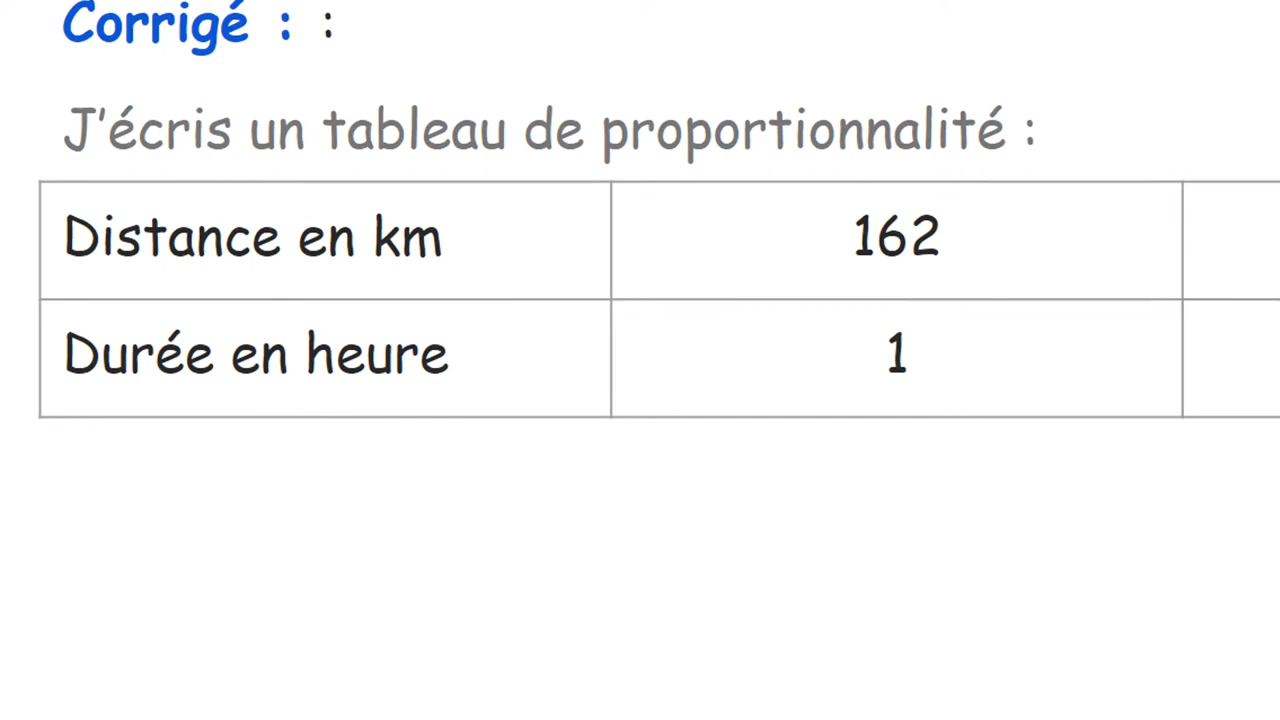 Corrigé : :
J'écris un tableau de proportionnalité :
Distance en km 162
Durée en heure 1